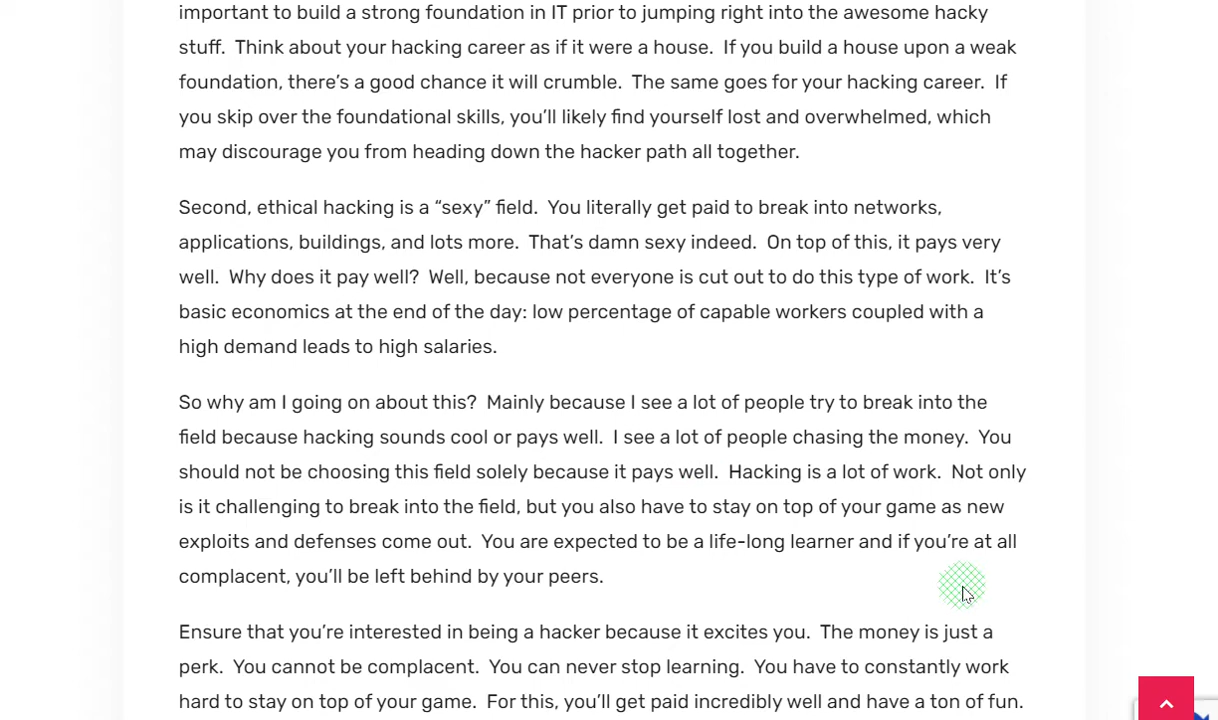 important to build a strong foundation in IT prior to jumping right into the awesome hacky
stuff.  Think about your hacking career as if it were a house.  If you build a house upon a weak
foundation, there’s a good chance it will crumble.  The same goes for your hacking career.  If
you skip over the foundational skills, you’ll likely find yourself lost and overwhelmed, which
may discourage you from heading down the hacker path all together.
Second, ethical hacking is a “sexy” field.  You literally get paid to break into networks,
applications, buildings, and lots more.  That’s damn sexy indeed.  On top of this, it pays very
well.  Why does it pay well?  Well, because not everyone is cut out to do this type of work.  It’s
basic economics at the end of the day: low percentage of capable workers coupled with a
high demand leads to high salaries.
So why am I going on about this?  Mainly because I see a lot of people try to break into the
field because hacking sounds cool or pays well.  I see a lot of people chasing the money.  You
should not be choosing this field solely because it pays well.  Hacking is a lot of work.  Not only
is it challenging to break into the field, but you also have to stay on top of your game as new
exploits and defenses come out.  You are expected to be a life-long learner and if you’re at all
complacent, you’ll be left behind by your peers.
Ensure that you’re interested in being a hacker because it excites you.  The money is just a
perk.  You cannot be complacent.  You can never stop learning.  You have to constantly work
hard to stay on top of your game.  For this, you’ll get paid incredibly well and have a ton of fun.